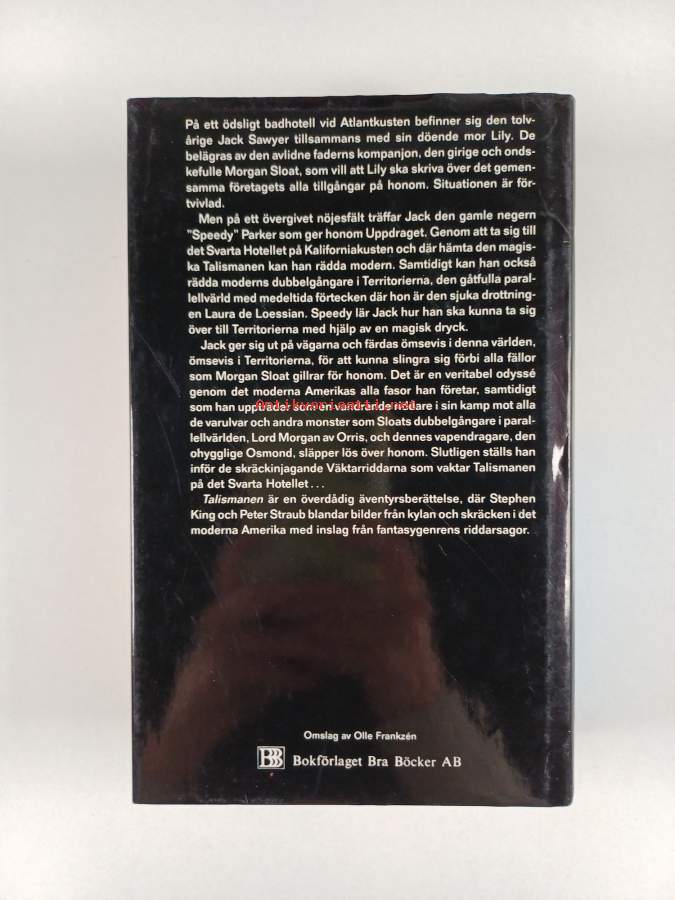 På ett ödsligt badhotell vid Atlantkusten befinner sig den tolv-
årige Jack Sawyer tillsammans med sin döende mor Lily. De
belägras av den avlidne faderns kompanjon, den girige och onds-
kefulle Morgan Sloat, som vill att Lily ska skriva över det gemen-
samma företagets alla tillgångar på honom. Situationen är för-
tvivlad.
Men på ett övergivet nöjesfält träffar Jack den gamle negern
"Speedy" Parker som ger honom Uppdraget. Genom att ta sig till
det Svarta Hotellet på Kaliforniakusten och där hämta den magis-
ka Talismanen kan han rädda modern. Samtidigt kan han också
rädda moderns dubbelgångare i Territorierna, den gåtfulla paral-
lellvärld med medeltida förtecken där hon är den sjuka drottning-
en Laura de Loessian. Speedy lär Jack hur han ska kunna ta sig
över till Territorierna med hjälp av en magisk dryck.
Jack ger sig ut på vägarna och färdas ömsevis i denna världen,
ömsevis i Territorierna, för att kunna slingra sig förbi alla fällor
som Morgan Sloat gillrar för honom. Det är en veritabel odyssé
genom det moderna Amerikas alla fasor han företar, samtidigt
som han uppträder som en vandrande riddare i sin kamp mot alla
de varulvar och andra monster som Sloats dubbelgångare i paral-
lellvärlden, Lord Morgan av Orris, och dennes vapendragare, den
ohygglige Osmond, släpper lös över honom. Slutligen ställs han
inför de skräckinjagande Väktarriddarna som vaktar Talismanen
på det Svarta Hotellet...
Talismanen är en överdådig äventyrsberättelse, där Stephen
King och Peter Straub blandar bilder från kylan och skräcken i det
moderna Amerika med inslag från fantasygenrens riddarsagor.
Omslag av Olle Frankzén
BBB Bokförlaget Bra Böcker AB